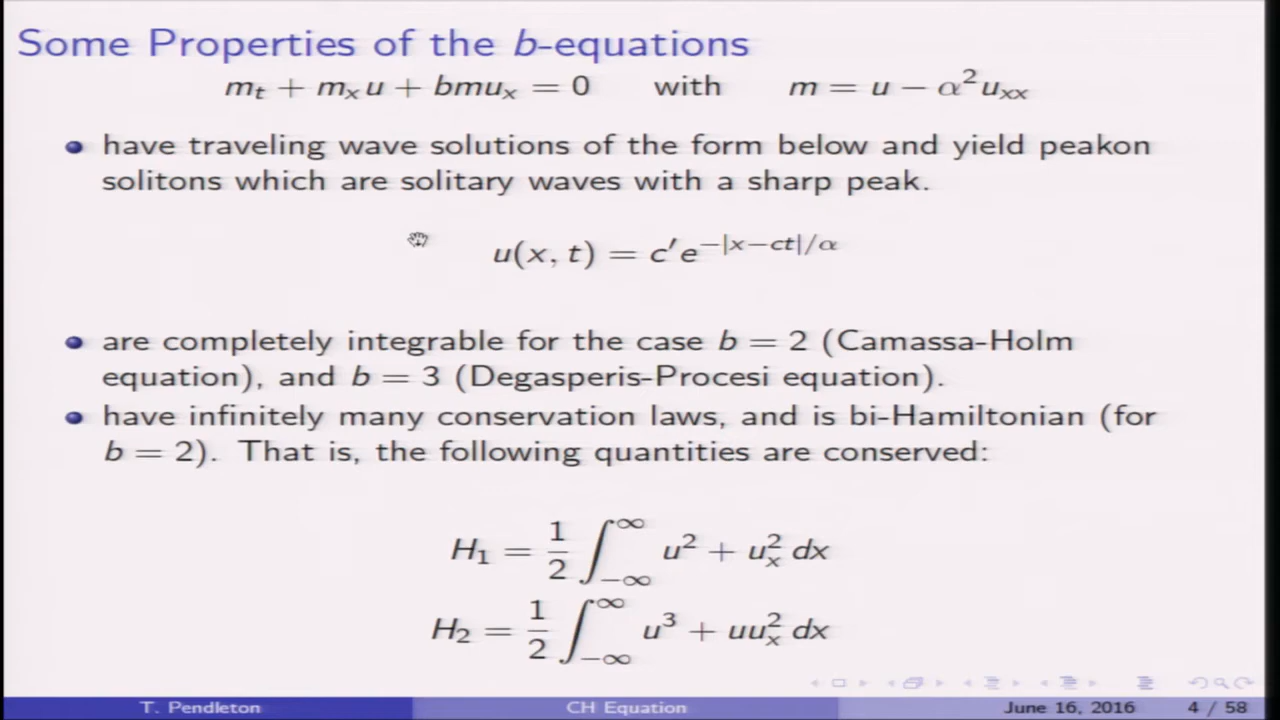 Some Properties of the b-equations
m_t + m_x u + bmu_x = 0 with m = u − α²u_xx
have traveling wave solutions of the form below and yield peakon
solitons which are solitary waves with a sharp peak.
u(x, t) = c′e^{−|x−ct|/α}
are completely integrable for the case b = 2 (Camassa-Holm
equation), and b = 3 (Degasperis-Procesi equation).
have infinitely many conservation laws, and is bi-Hamiltonian (for
b = 2). That is, the following quantities are conserved:
H₁ = 1/2 ∫_{−∞}^{∞} u² + u_x² dx
H₂ = 1/2 ∫_{−∞}^{∞} u³ + uu_x² dx
T. Pendleton CH Equation June 16, 2016 4 / 58